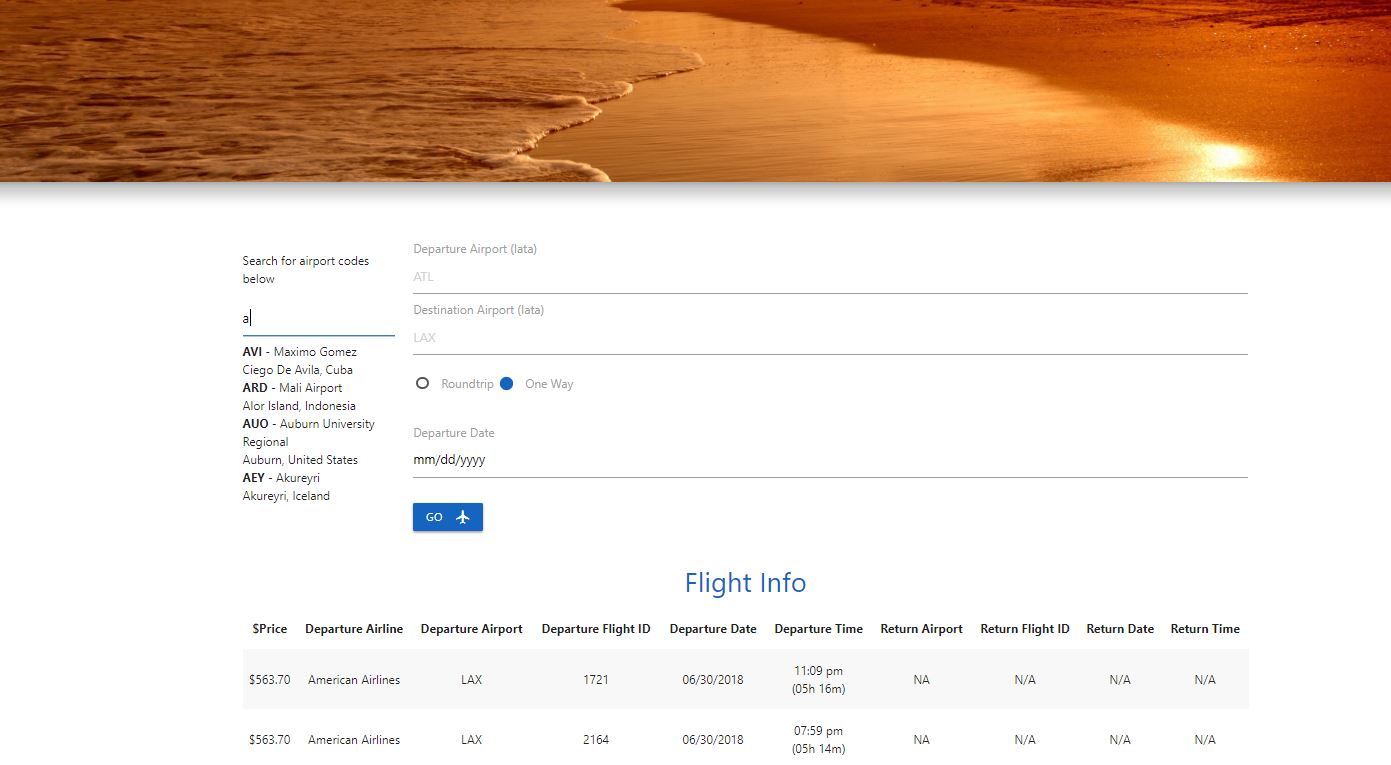 Search for airport codes
below
a
AVI - Maximo Gomez
Ciego De Avila, Cuba
ARD - Mali Airport
Alor Island, Indonesia
AUO - Auburn University
Regional
Auburn, United States
AEY - Akureyri
Akureyri, Iceland
Departure Airport (Iata)
ATL
Destination Airport (Iata)
LAX
Roundtrip One Way
Departure Date
mm/dd/yyyy
GO
Flight Info
$Price Departure Airline Departure Airport Departure Flight ID Departure Date Departure Time Return Airport Return Flight ID Return Date Return Time
$563.70 American Airlines LAX 1721 06/30/2018 11:09 pm NA N/A N/A N/A
(05h 16m)
$563.70 American Airlines LAX 2164 06/30/2018 07:59 pm NA N/A N/A N/A
(05h 14m)